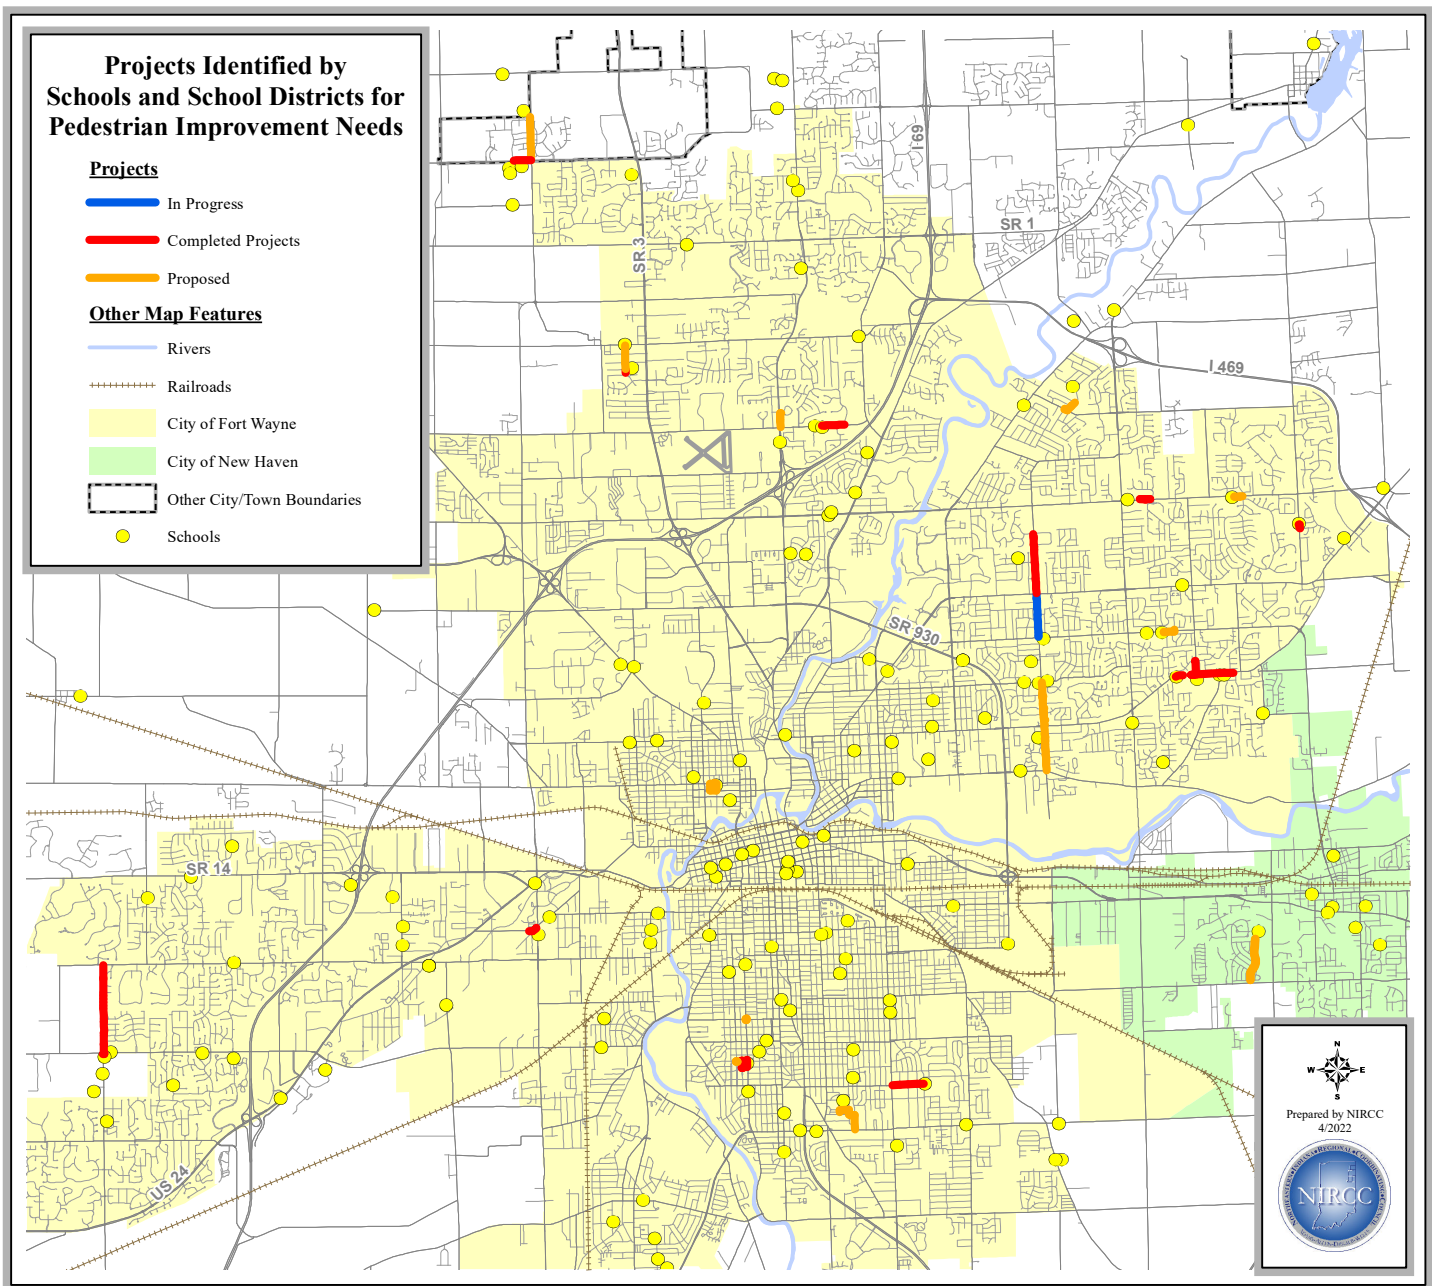 Projects Identified by
Schools and School Districts for
Pedestrian Improvement Needs
Projects
In Progress
Completed Projects
Proposed
Other Map Features
Rivers
Railroads
City of Fort Wayne
City of New Haven
Other City/Town Boundaries
Schools
I 69
SR 1
SR 3
I 469
SR 930
SR 14
US 24
N
W E
S
Prepared by NIRCC
4/2022
NIRCC